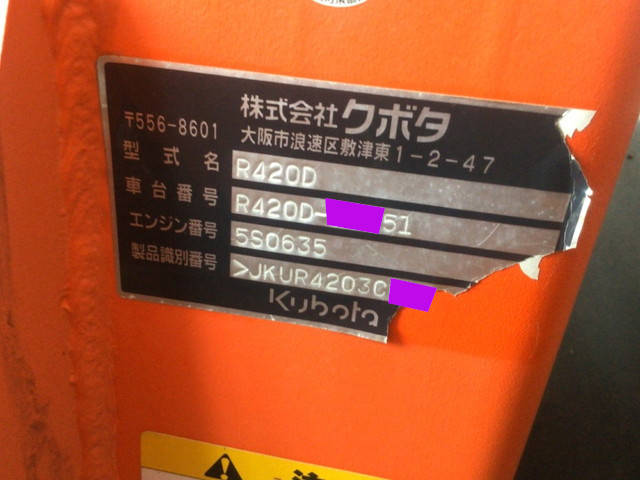 株式会社クボタ
〒556-8601
大阪市浪速区敷津東1-2-47
型式名 R420D
車台番号 R420D- 51
エンジン番号 5S0635
製品識別番号 >JKUR4203C
Kubota
注